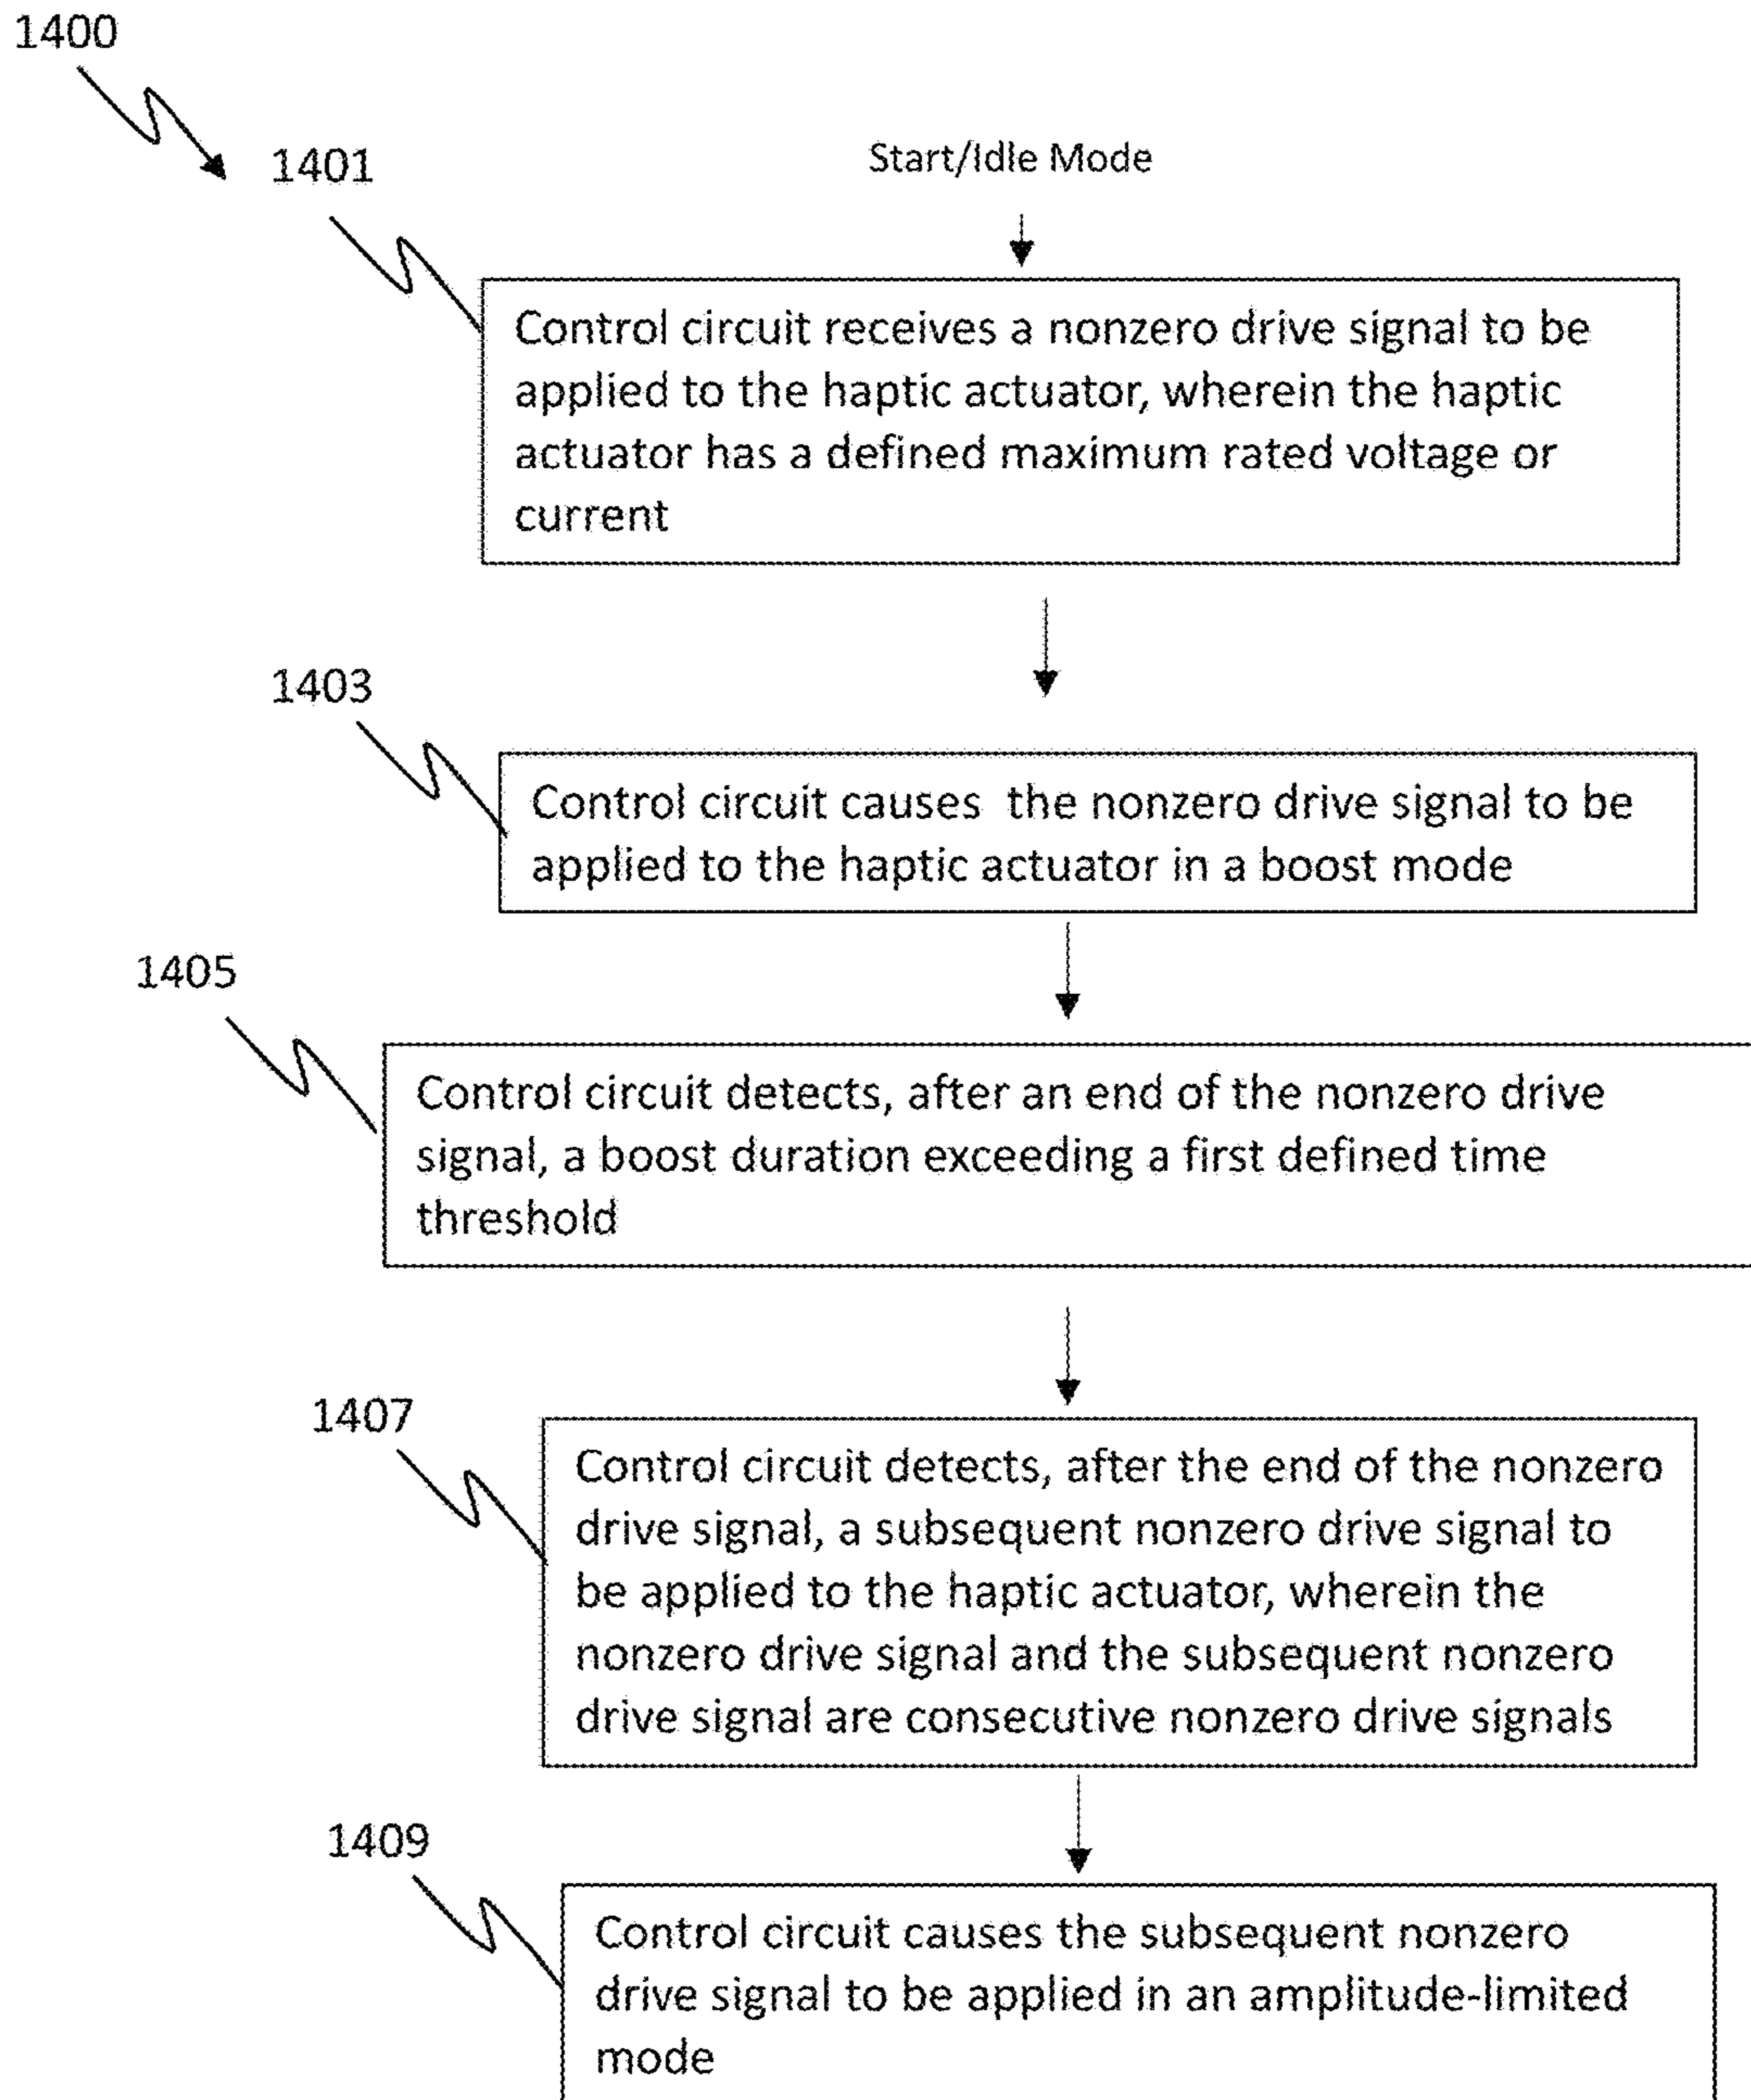 1400
1401
Start/Idle Mode
Control circuit receives a nonzero drive signal to be
applied to the haptic actuator, wherein the haptic
actuator has a defined maximum rated voltage or
current
1403
Control circuit causes the nonzero drive signal to be
applied to the haptic actuator in a boost mode
1405
Control circuit detects, after an end of the nonzero drive
signal, a boost duration exceeding a first defined time
threshold
1407
Control circuit detects, after the end of the nonzero
drive signal, a subsequent nonzero drive signal to
be applied to the haptic actuator, wherein the
nonzero drive signal and the subsequent nonzero
drive signal are consecutive nonzero drive signals
1409
Control circuit causes the subsequent nonzero
drive signal to be applied in an amplitude-limited
mode